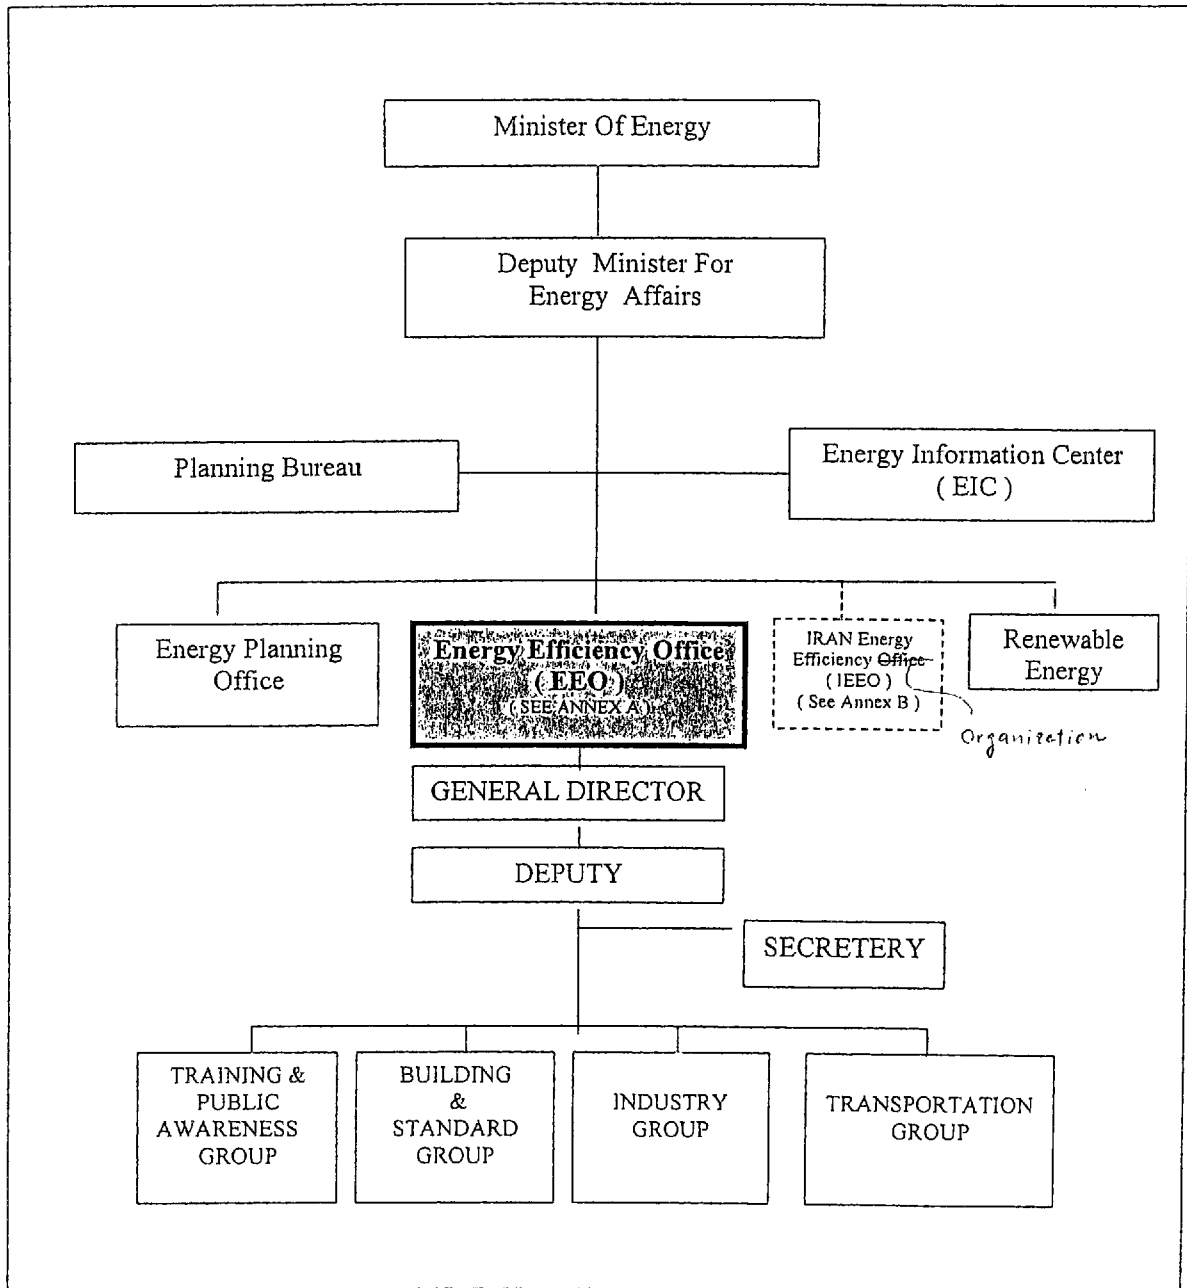 Minister Of Energy
Deputy Minister For
Energy Affairs
Planning Bureau
Energy Information Center
( EIC )
Energy Planning
Office
Energy Efficiency Office
( EEO )
( SEE ANNEX A )
IRAN Energy
Efficiency Office
( IEEO )
( See Annex B )
Organization
Renewable
Energy
GENERAL DIRECTOR
DEPUTY
SECRETERY
TRAINING &
PUBLIC
AWARENESS
GROUP
BUILDING
&
STANDARD
GROUP
INDUSTRY
GROUP
TRANSPORTATION
GROUP